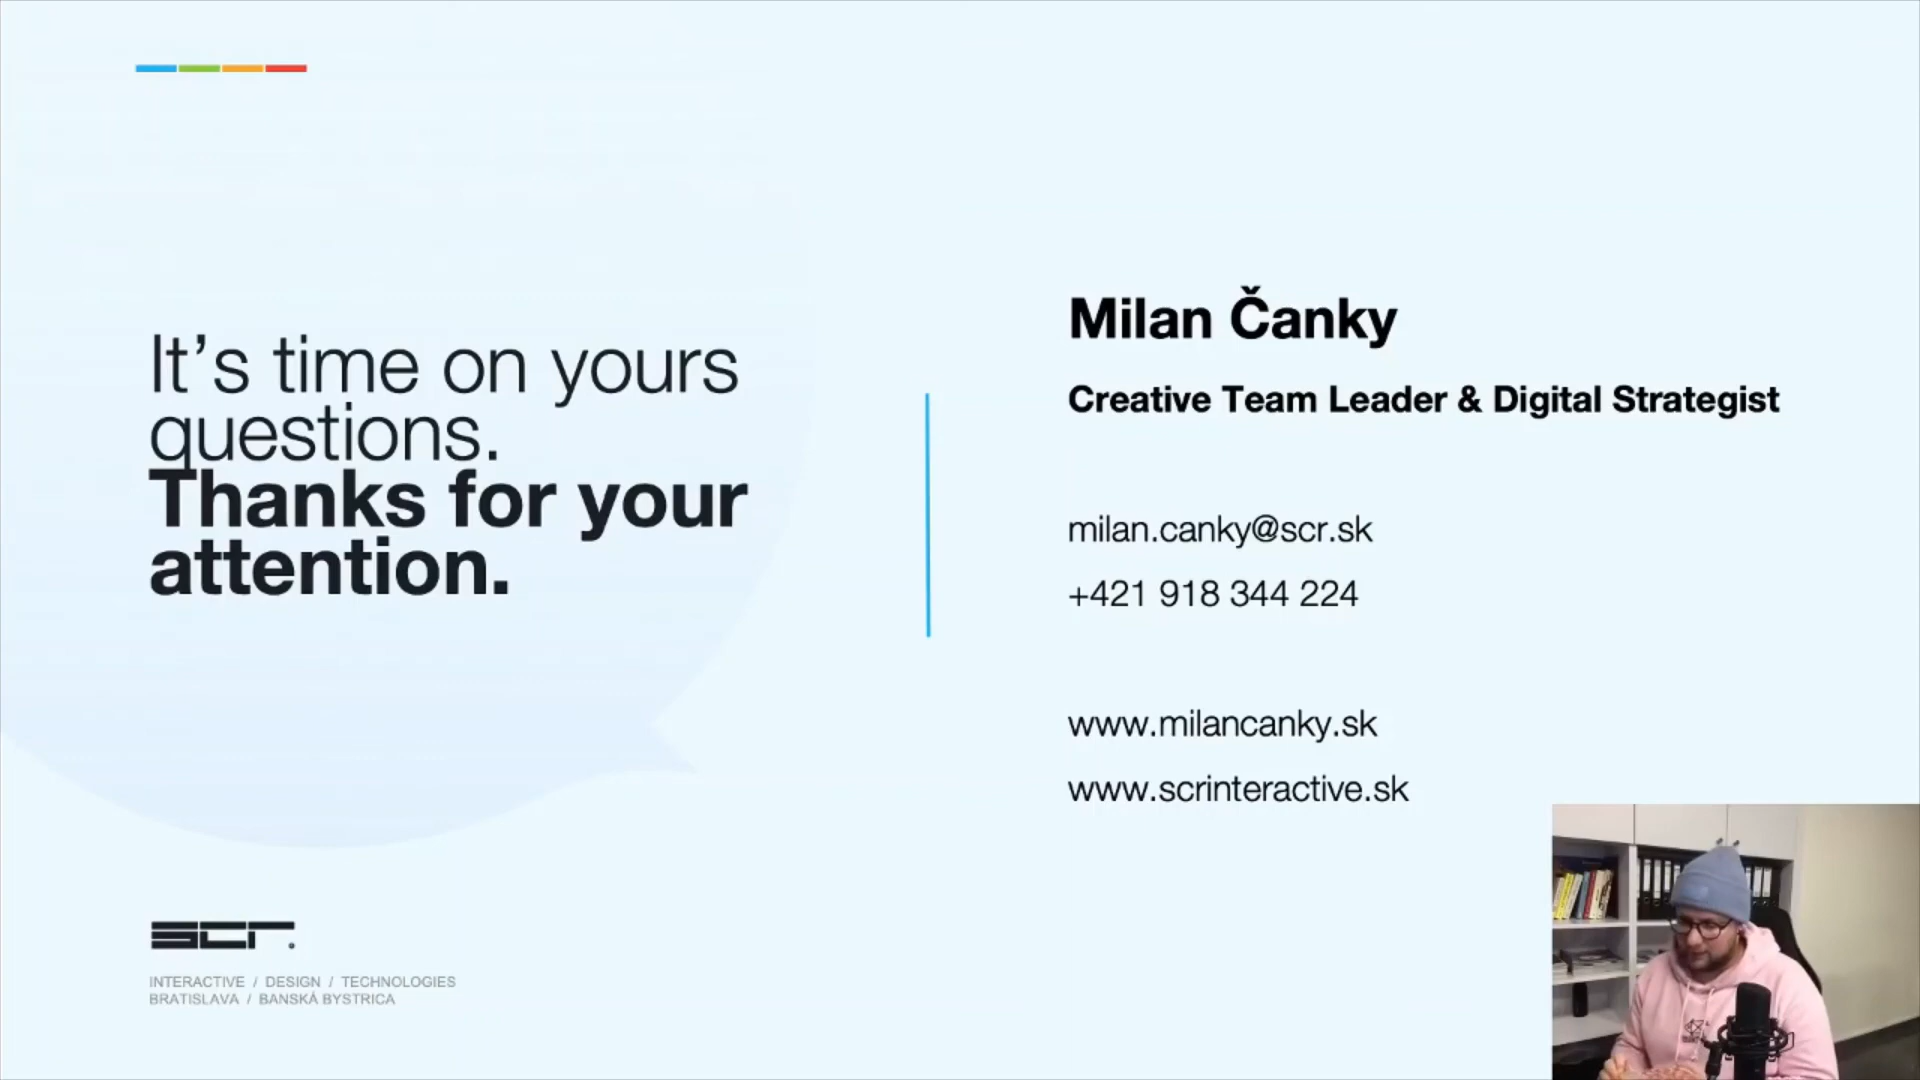 It’s time on yours
questions.
Thanks for your
attention.
Milan Čanky
Creative Team Leader & Digital Strategist
milan.canky@scr.sk
+421 918 344 224
www.milancanky.sk
www.scrinteractive.sk
scr.
INTERACTIVE / DESIGN / TECHNOLOGIES
BRATISLAVA / BANSKÁ BYSTRICA